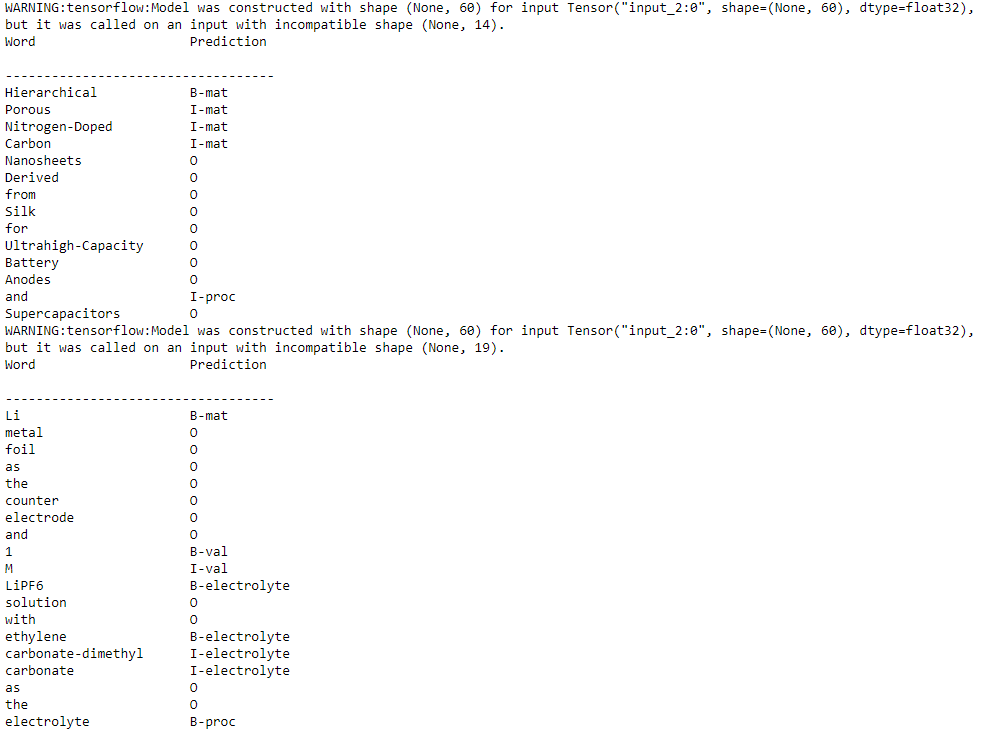 WARNING:tensorflow:Model was constructed with shape (None, 60) for input Tensor("input_2:0", shape=(None, 60), dtype=float32),
but it was called on an input with incompatible shape (None, 14).
Word Prediction
-----------------------------------
Hierarchical B-mat
Porous I-mat
Nitrogen-Doped I-mat
Carbon I-mat
Nanosheets O
Derived O
from O
Silk O
for O
Ultrahigh-Capacity O
Battery O
Anodes O
and I-proc
Supercapacitors O
WARNING:tensorflow:Model was constructed with shape (None, 60) for input Tensor("input_2:0", shape=(None, 60), dtype=float32),
but it was called on an input with incompatible shape (None, 19).
Word Prediction
-----------------------------------
Li B-mat
metal O
foil O
as O
the O
counter O
electrode O
and O
1 B-val
M I-val
LiPF6 B-electrolyte
solution O
with O
ethylene B-electrolyte
carbonate-dimethyl I-electrolyte
carbonate I-electrolyte
as O
the O
electrolyte B-proc